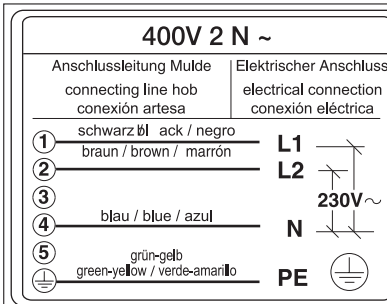 400V 2 N ~
Anschlussleitung Mulde
connecting line hob
conexión artesa
Elektrischer Anschluss
electrical connection
conexión eléctrica
1 schwarz bl ack / negro L1
braun / brown / marrón
2 L2
3
230V~
4 blau / blue / azul N
5
grün-gelb
green-yellow / verde-amarillo PE